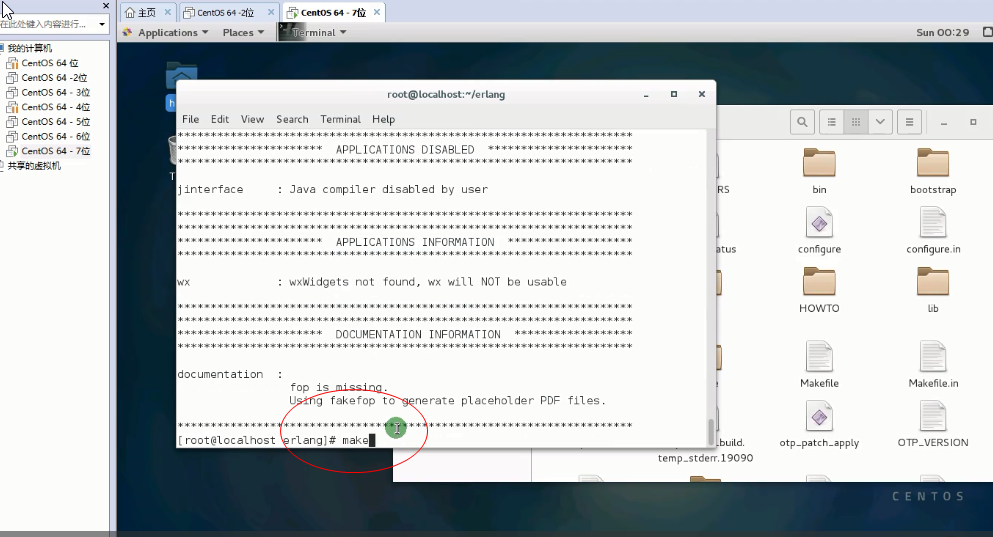 主页
CentOS 64 -2位
CentOS 64 - 7位
在此处键入内容进行...
我的计算机
CentOS 64 位
CentOS 64 -2位
CentOS 64 - 3位
CentOS 64 - 4位
CentOS 64 - 5位
CentOS 64 - 6位
CentOS 64 - 7位
共享的虚拟机
Applications Places Terminal Sun 00:29
root@localhost:~/erlang
File Edit View Search Terminal Help
***********************************************************************
********************** APPLICATIONS DISABLED **********************
***********************************************************************
jinterface : Java compiler disabled by user
***********************************************************************
***********************************************************************
********************** APPLICATIONS INFORMATION *******************
***********************************************************************
wx : wxWidgets not found, wx will NOT be usable
***********************************************************************
***********************************************************************
********************** DOCUMENTATION INFORMATION ******************
***********************************************************************
documentation :
fop is missing.
Using fakefop to generate placeholder PDF files.
***********************************************************************
[root@localhost erlang]# make
RS
bin
bootstrap
atus
configure
configure.in
HOWTO
lib
e
Makefile
Makefile.in
_build.
temp_stderr.19090
otp_patch_apply
OTP_VERSION
CENTOS